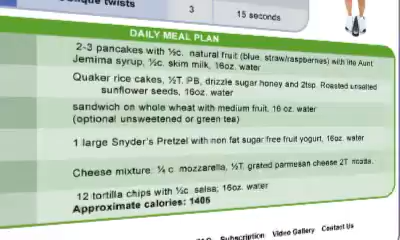 oblique twists 3 15 seconds
DAILY MEAL PLAN
2-3 pancakes with ½c. natural fruit (blue, straw/raspberries) with lite Aunt
Jemima syrup, ½c. skim milk, 16oz. water
Quaker rice cakes, ½T. PB, drizzle sugar honey and 2tsp. Roasted unsalted
sunflower seeds, 16oz. water
sandwich on whole wheat with medium fruit, 16 oz. water
(optional unsweetened or green tea)
1 large Snyder's Pretzel with non fat sugar free fruit yogurt, 16oz. water
Cheese mixture. ¼ c mozzarella, ½T. grated parmesan cheese 2T ricotta,
12 tortilla chips with ½c salsa; 16oz. water
Approximate calories: 1405
Subscription Video Gallery Contact Us